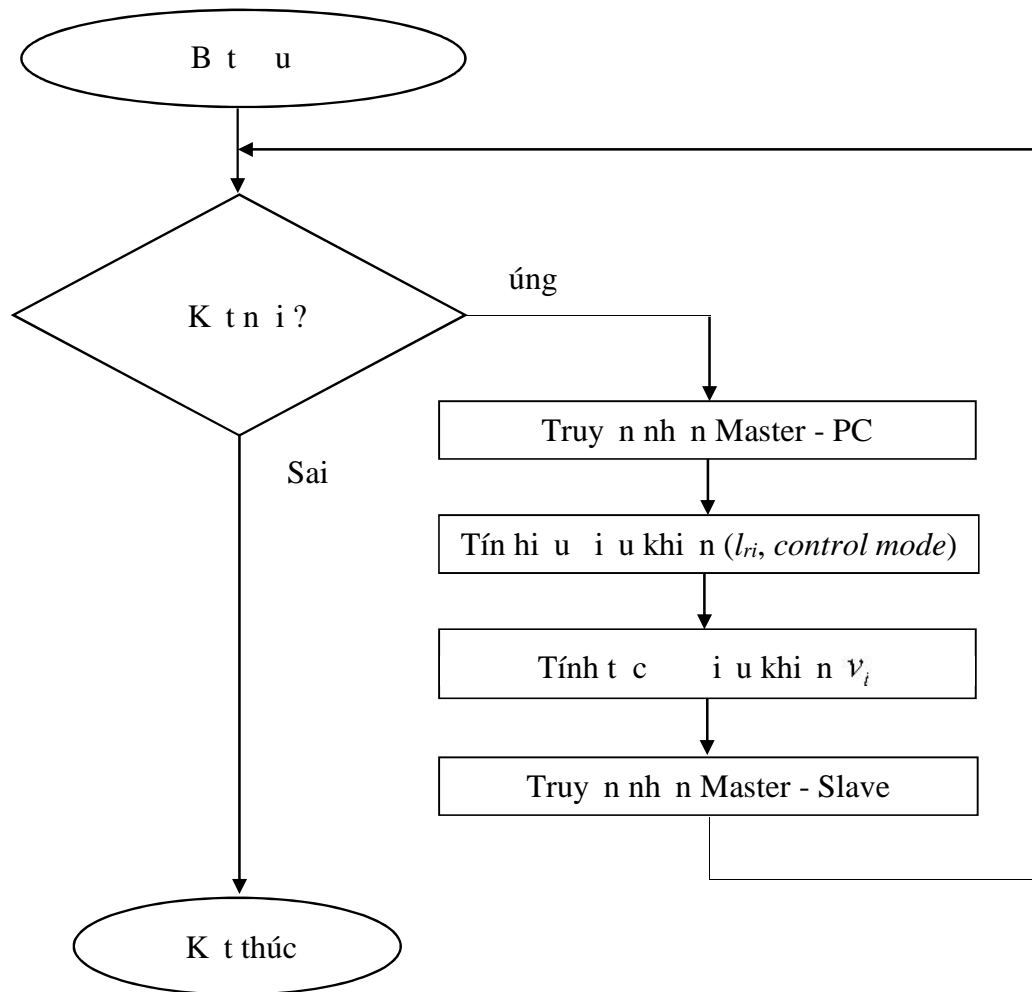 B t u
úng
K t n i ?
Truy n nh n Master - PC
Sai
Tín hi u i u khi n (lri, control mode)
Tính t c i u khi n vi
Truy n nh n Master - Slave
K t thúc